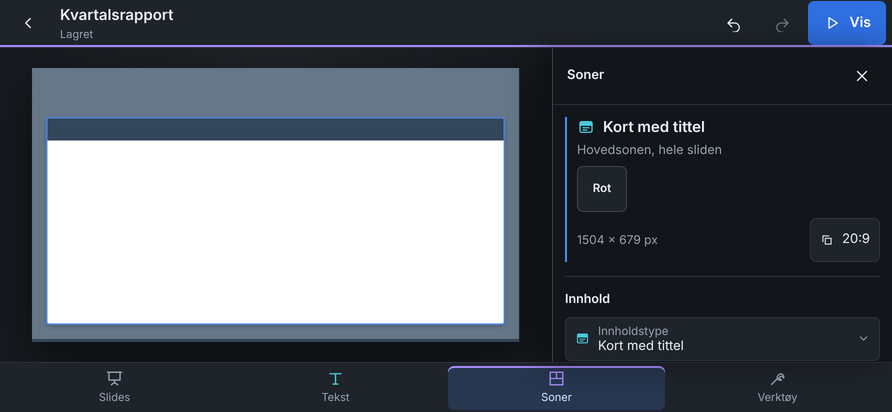 Kvartalsrapport
Lagret
Vis
Soner
Kort med tittel
Hovedsonen, hele sliden
Rot
1504 × 679 px
20:9
Innhold
Innholdstype
Kort med tittel
Slides
Tekst
Soner
Verktøy